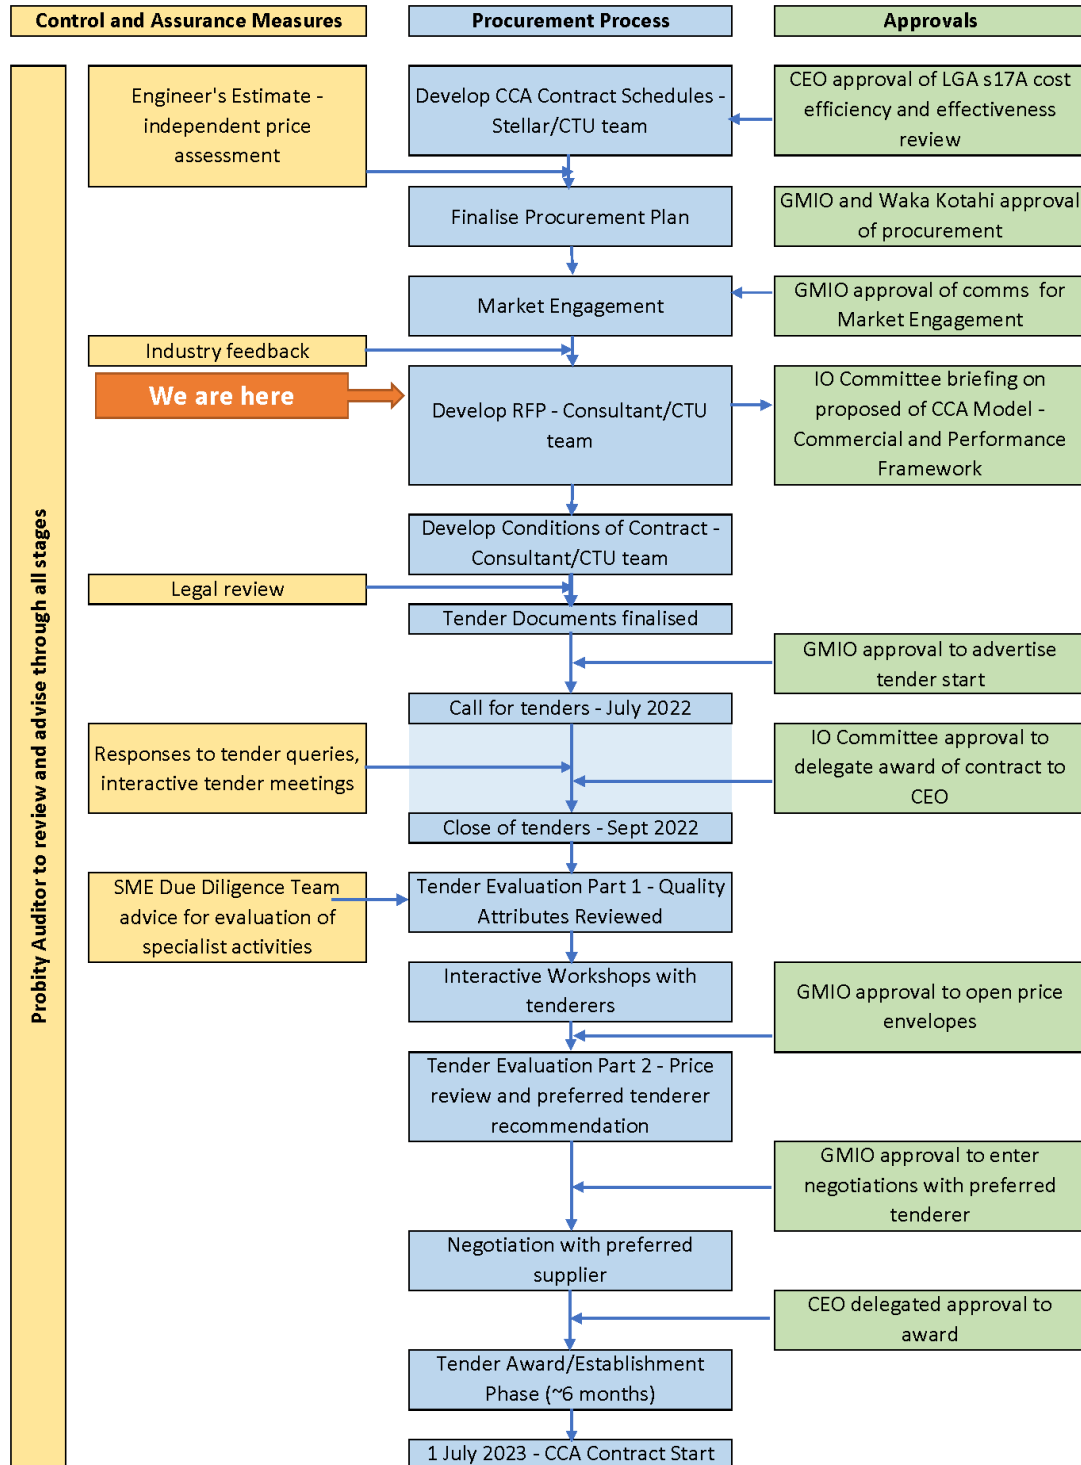 Control and Assurance Measures
Procurement Process
Approvals
Probity Auditor to review and advise through all stages
Engineer's Estimate -
independent price
assessment
Develop CCA Contract Schedules -
Stellar/CTU team
CEO approval of LGA s17A cost
efficiency and effectiveness
review
Finalise Procurement Plan
GMIO and Waka Kotahi approval
of procurement
Market Engagement
GMIO approval of comms for
Market Engagement
Industry feedback
We are here
Develop RFP - Consultant/CTU
team
IO Committee briefing on
proposed of CCA Model -
Commercial and Performance
Framework
Develop Conditions of Contract -
Consultant/CTU team
Legal review
Tender Documents finalised
GMIO approval to advertise
tender start
Call for tenders - July 2022
Responses to tender queries,
interactive tender meetings
IO Committee approval to
delegate award of contract to
CEO
Close of tenders - Sept 2022
SME Due Diligence Team
advice for evaluation of
specialist activities
Tender Evaluation Part 1 - Quality
Attributes Reviewed
Interactive Workshops with
tenderers
GMIO approval to open price
envelopes
Tender Evaluation Part 2 - Price
review and preferred tenderer
recommendation
GMIO approval to enter
negotiations with preferred
tenderer
Negotiation with preferred
supplier
CEO delegated approval to
award
Tender Award/Establishment
Phase (~6 months)
1 July 2023 - CCA Contract Start